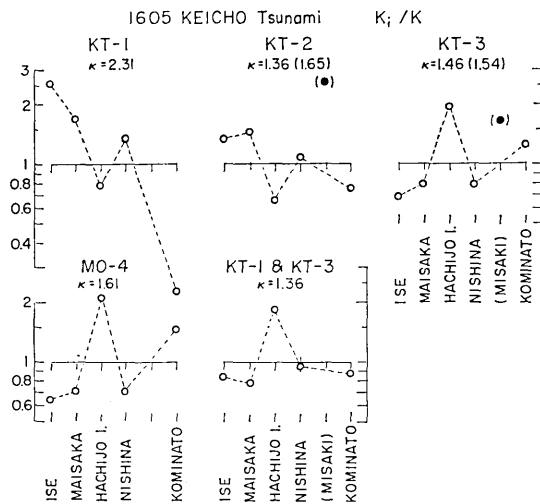 1605 KEICHO Tsunami K_i /K
KT-1
κ=2.31
KT-2
κ=1.36 (1.65)
(●)
KT-3
κ=1.46 (1.54)
(●)
3
2
1
0.8
0.6
0.4
ISE
MAISAKA
HACHIJO I.
NISHINA
(MISAKI)
KOMINATO
MO-4
κ=1.61
KT-1 & KT-3
κ=1.36
2
1
0.8
0.6
ISE
MAISAKA
HACHIJO I.
NISHINA
KOMINATO
ISE
MAISAKA
HACHIJO I.
NISHINA
(MISAKI)
KOMINATO